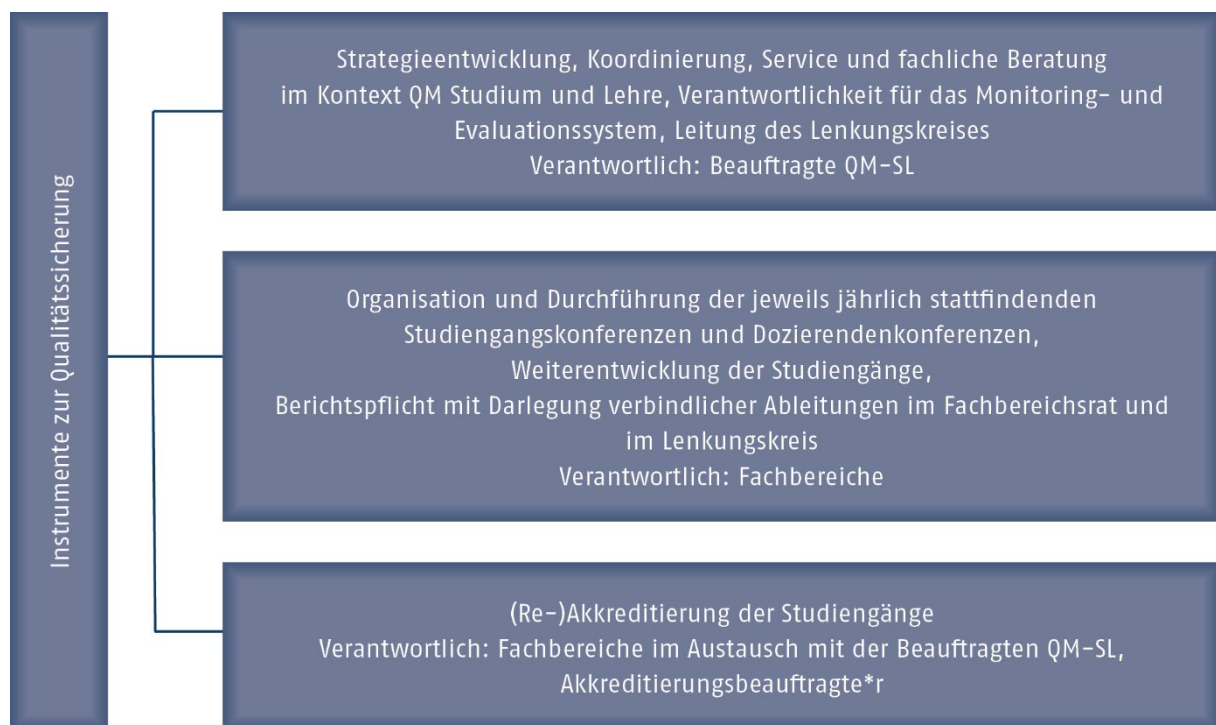 Instrumente zur Qualitätssicherung
Strategieentwicklung, Koordinierung, Service und fachliche Beratung
im Kontext QM Studium und Lehre, Verantwortlichkeit für das Monitoring- und
Evaluationssystem, Leitung des Lenkungskreises
Verantwortlich: Beauftragte QM-SL
Organisation und Durchführung der jeweils jährlich stattfindenden
Studiengangskonferenzen und Dozierendenkonferenzen,
Weiterentwicklung der Studiengänge,
Berichtspflicht mit Darlegung verbindlicher Ableitungen im Fachbereichsrat und
im Lenkungskreis
Verantwortlich: Fachbereiche
(Re-)Akkreditierung der Studiengänge
Verantwortlich: Fachbereiche im Austausch mit der Beauftragten QM-SL,
Akkreditierungsbeauftragte*r